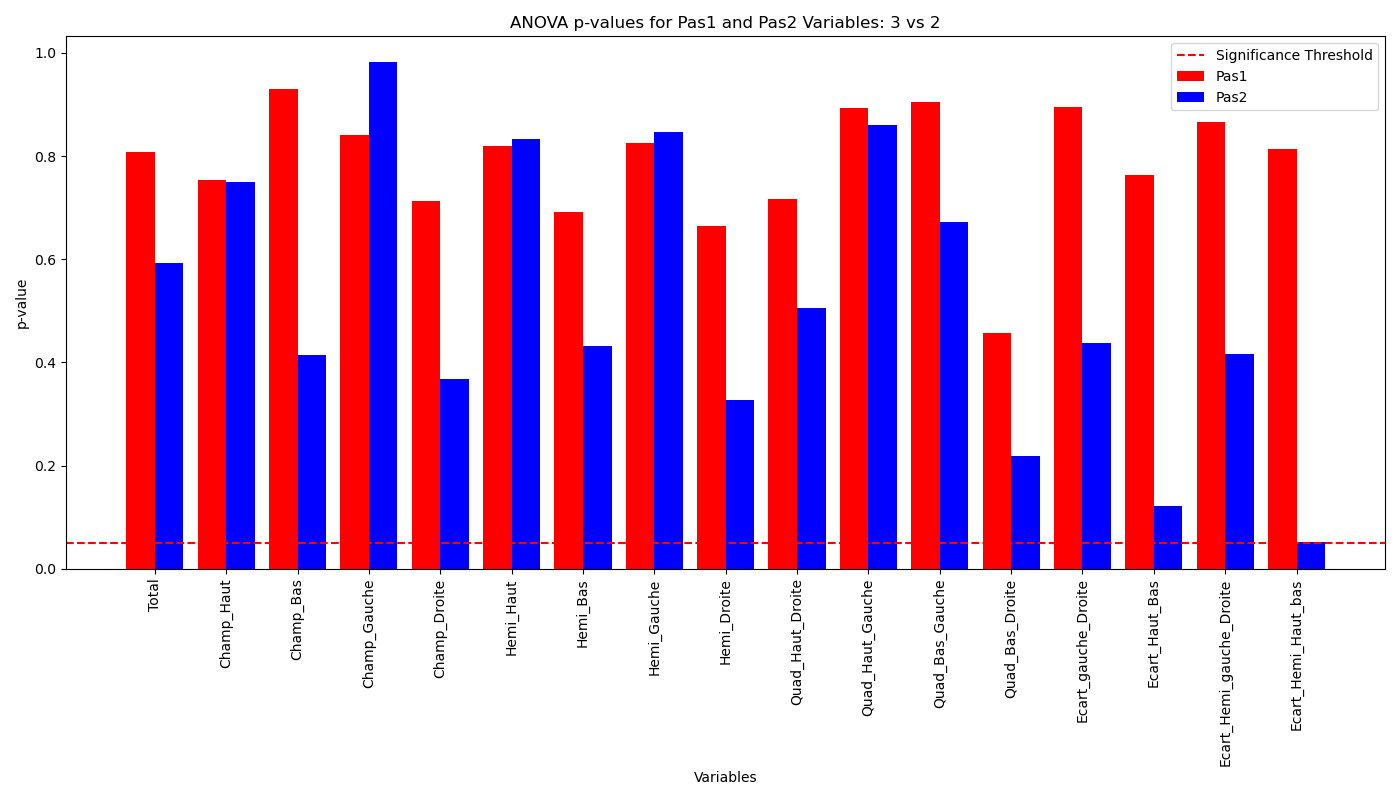 ANOVA p-values for Pas1 and Pas2 Variables: 3 vs 2
Significance Threshold
Pas1
Pas2
p-value
1.0
0.8
0.6
0.4
0.2
0.0
Total
Champ_Haut
Champ_Bas
Champ_Gauche
Champ_Droite
Hemi_Haut
Hemi_Bas
Hemi_Gauche
Hemi_Droite
Quad_Haut_Droite
Quad_Haut_Gauche
Quad_Bas_Gauche
Quad_Bas_Droite
Ecart_gauche_Droite
Ecart_Haut_Bas
Ecart_Hemi_gauche_Droite
Ecart_Hemi_Haut_bas
Variables